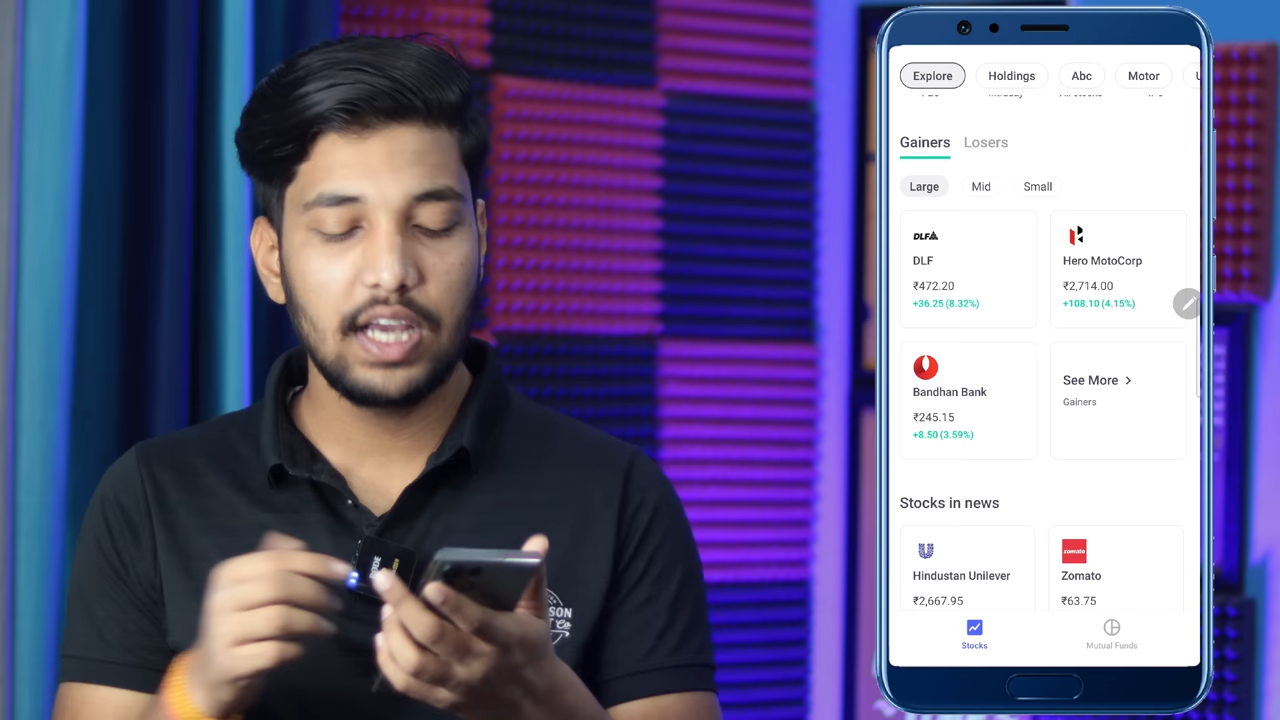 Explore Holdings Abc Motor
Gainers Losers
Large Mid Small
DLF
DLF
₹472.20
+36.25 (8.32%)
Hero MotoCorp
₹2,714.00
+108.10 (4.15%)
Bandhan Bank
₹245.15
+8.50 (3.59%)
See More >
Gainers
Stocks in news
Hindustan Unilever
₹2,667.95
zomato
Zomato
₹63.75
Stocks
Mutual Funds
SON
Co